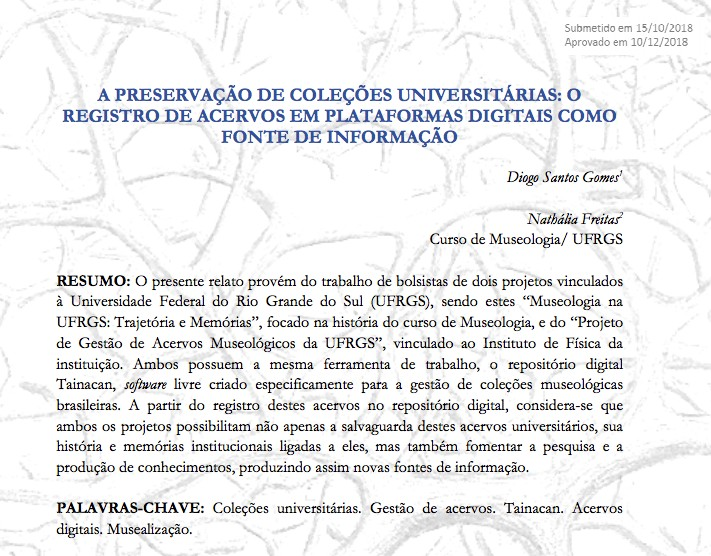 Submetido em 15/10/2018
Aprovado em 10/12/2018
A PRESERVAÇÃO DE COLEÇÕES UNIVERSITÁRIAS: O
REGISTRO DE ACERVOS EM PLATAFORMAS DIGITAIS COMO
FONTE DE INFORMAÇÃO
Diogo Santos Gomes¹
Nathália Freitas²
Curso de Museologia/ UFRGS
RESUMO: O presente relato provém do trabalho de bolsistas de dois projetos vinculados
à Universidade Federal do Rio Grande do Sul (UFRGS), sendo estes “Museologia na
UFRGS: Trajetória e Memórias”, focado na história do curso de Museologia, e do “Projeto
de Gestão de Acervos Museológicos da UFRGS”, vinculado ao Instituto de Física da
instituição. Ambos possuem a mesma ferramenta de trabalho, o repositório digital
Tainacan, software livre criado especificamente para a gestão de coleções museológicas
brasileiras. A partir do registro destes acervos no repositório digital, considera-se que
ambos os projetos possibilitam não apenas a salvaguarda destes acervos universitários, sua
história e memórias institucionais ligadas a eles, mas também fomentar a pesquisa e a
produção de conhecimentos, produzindo assim novas fontes de informação.
PALAVRAS-CHAVE: Coleções universitárias. Gestão de acervos. Tainacan. Acervos
digitais. Musealização.